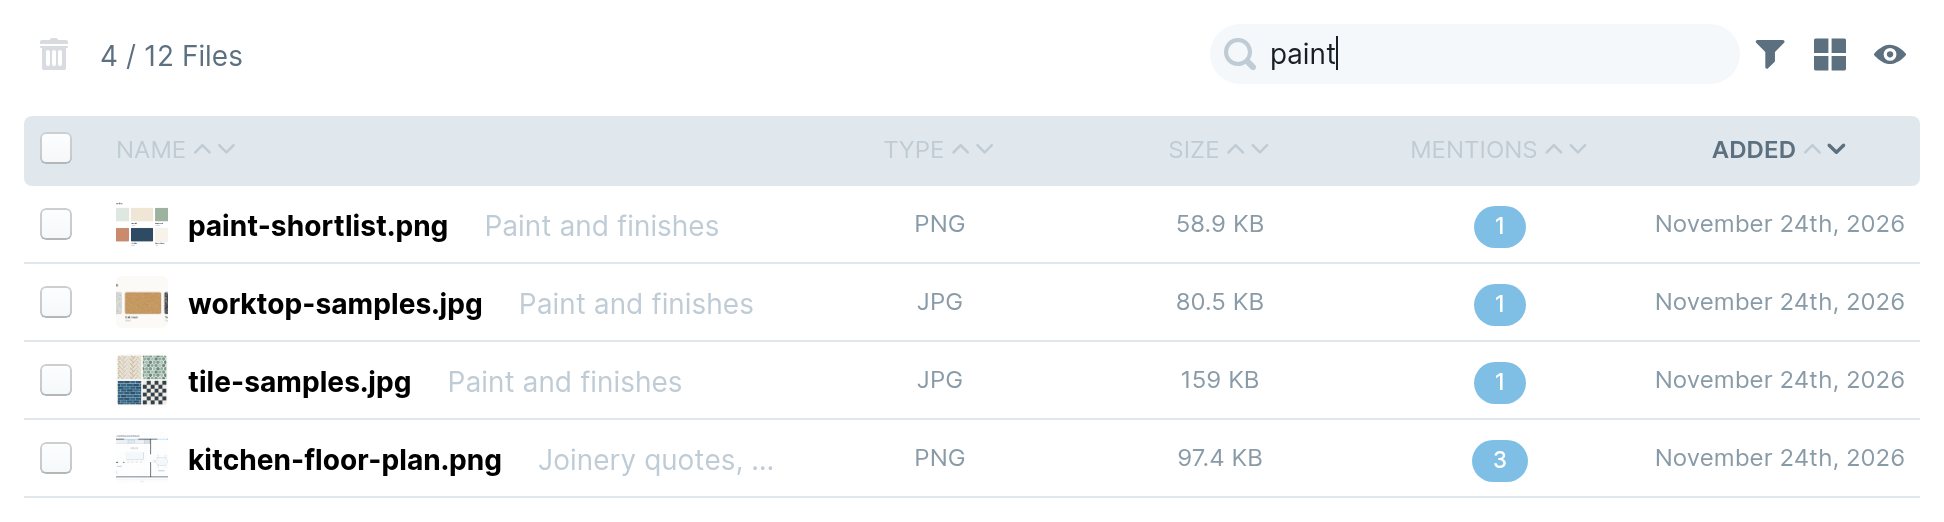 4 / 12 Files
paint
NAME TYPE SIZE MENTIONS ADDED
paint-shortlist.png Paint and finishes PNG 58.9 KB 1 November 24th, 2026
worktop-samples.jpg Paint and finishes JPG 80.5 KB 1 November 24th, 2026
tile-samples.jpg Paint and finishes JPG 159 KB 1 November 24th, 2026
kitchen-floor-plan.png Joinery quotes, ... PNG 97.4 KB 3 November 24th, 2026